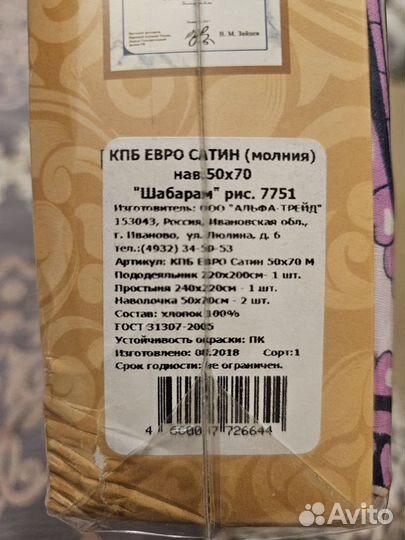 В. М. Зайцев
КПБ ЕВРО САТИН (молния)
нав.50х70
"Шабарам" рис. 7751
Изготовитель: ООО "АЛЬФА-ТРЕЙД"
153043, Россия, Ивановская обл.,
г. Иваново, ул. Люлина, д. 6
тел.:(4932) 34-50-53
Артикул: КПБ ЕВРО Сатин 50х70 М
Пододеяльник 220х200см- 1 шт.
Простыня 240х220см - 1 шт.
Наволочка 50х70см - 2 шт.
Состав: хлопок 100%
ГОСТ 31307-2005
Устойчивость окраски: ПК
Изготовлено: 08.2018 Сорт:1
Срок годности: не ограничен.
726644
Avito